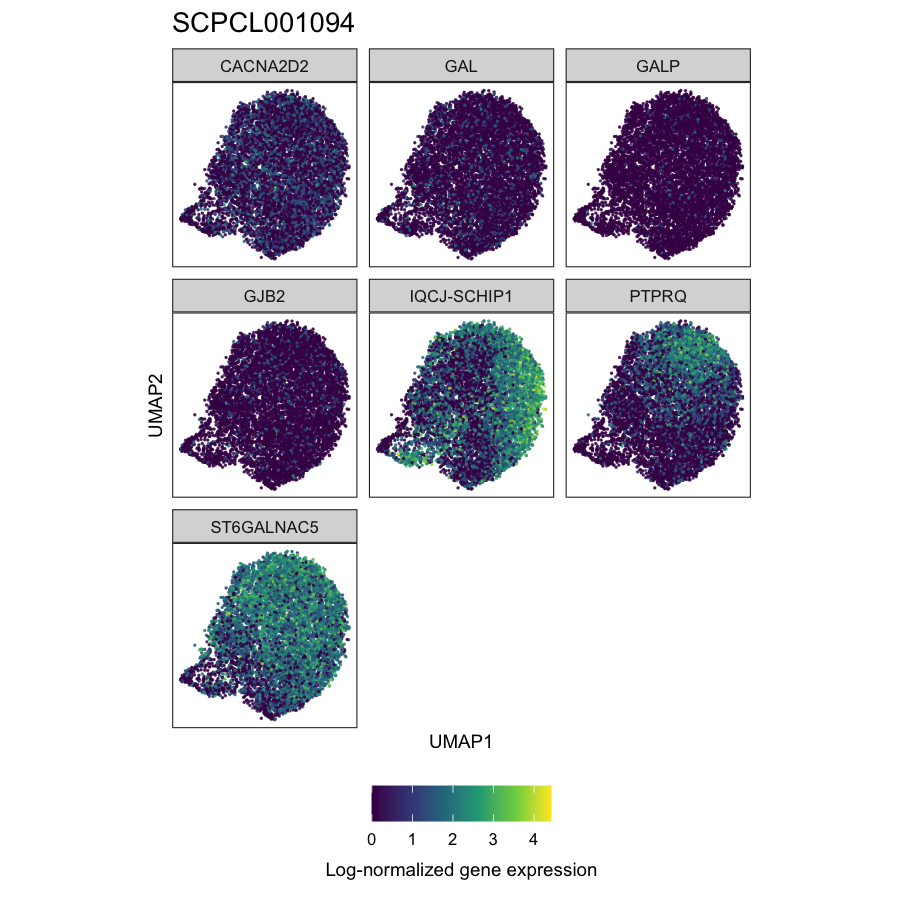 SCPCL001094
CACNA2D2 GAL GALP
GJB2 IQCJ-SCHIP1 PTPRQ
UMAP2
ST6GALNAC5
UMAP1
0 1 2 3 4
Log-normalized gene expression